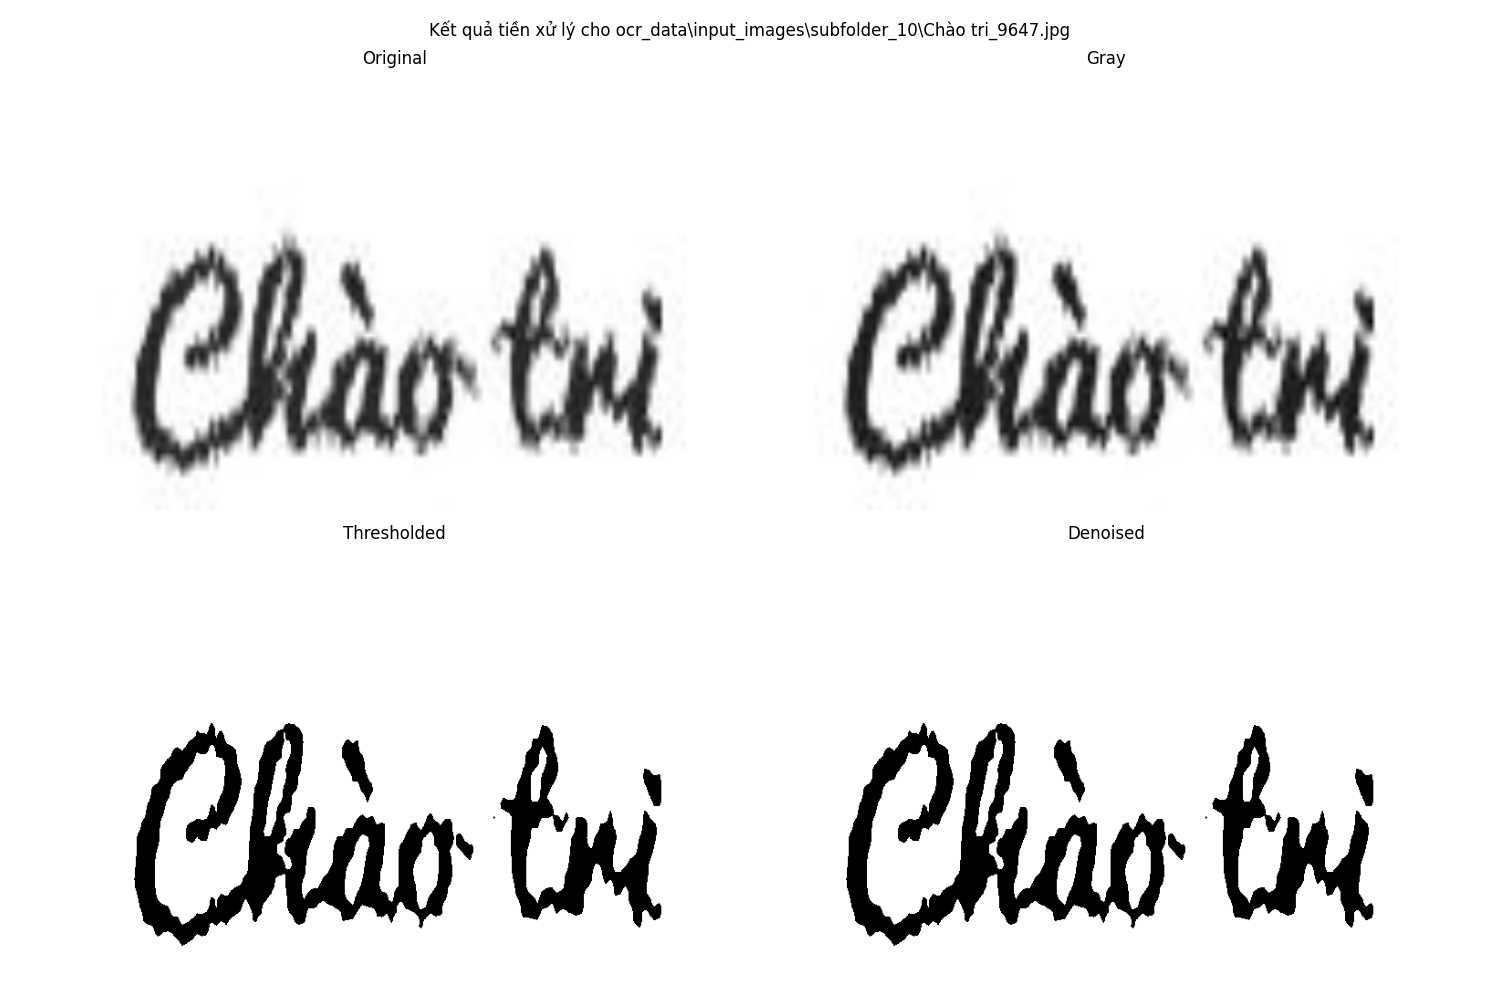 Kết quả tiền xử lý cho ocr_data\input_images\subfolder_10\Chào tri_9647.jpg
Original
Gray
Chào tri
Chào tri
Thresholded
Denoised
Chào tri
Chào tri